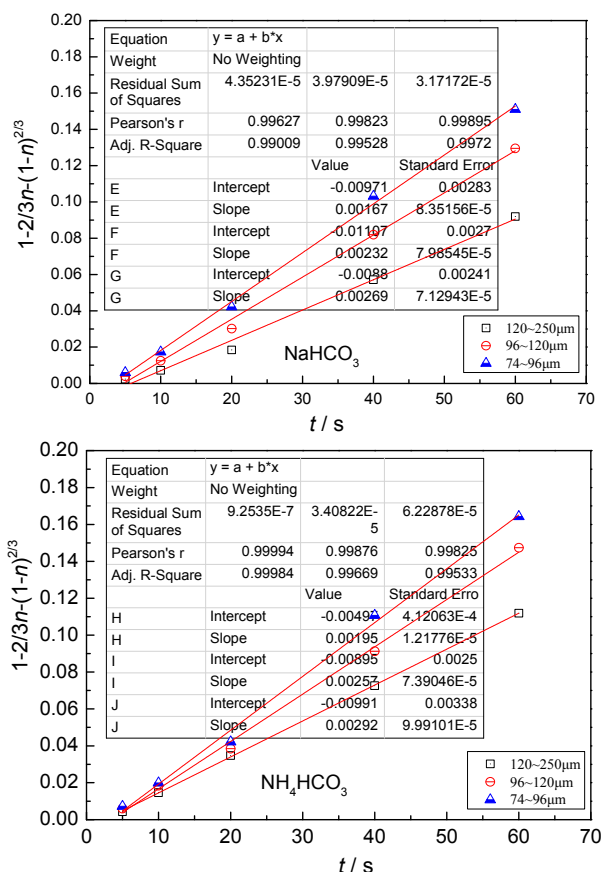 0.20
0.18
0.16
0.14
0.12
0.10
0.08
0.06
0.04
0.02
0.00
1-2/3n-(1-n)^2/3
Equation y = a + b*x
Weight No Weighting
Residual Sum of Squares 4.35231E-5 3.97909E-5 3.17172E-5
Pearson's r 0.99627 0.99823 0.99895
Adj. R-Square 0.99009 0.99528 0.9972
Value Standard Error
E Intercept -0.00971 0.00283
E Slope 0.00167 8.35156E-5
F Intercept -0.01107 0.0027
F Slope 0.00232 7.98545E-5
G Intercept -0.0088 0.00241
G Slope 0.00269 7.12943E-5
120~250μm
96~120μm
74~96μm
NaHCO3
0 10 20 30 40 50 60 70
t / s
0.20
0.18
0.16
0.14
0.12
0.10
0.08
0.06
0.04
0.02
0.00
1-2/3n-(1-n)^2/3
Equation y = a + b*x
Weight No Weighting
Residual Sum of Squares 9.2535E-7 3.40822E-5 6.22878E-5
Pearson's r 0.99994 0.99876 0.99825
Adj. R-Square 0.99984 0.99669 0.99533
Value Standard Erro
H Intercept 4.12063E-4
H Slope 0.00195 1.21776E-5
I Intercept -0.00895 0.0025
I Slope 0.00257 7.39046E-5
J Intercept -0.00991 0.00338
J Slope 0.00292 9.99101E-5
120~250μm
96~120μm
74~96μm
NH4HCO3
0 10 20 30 40 50 60 70
t / s